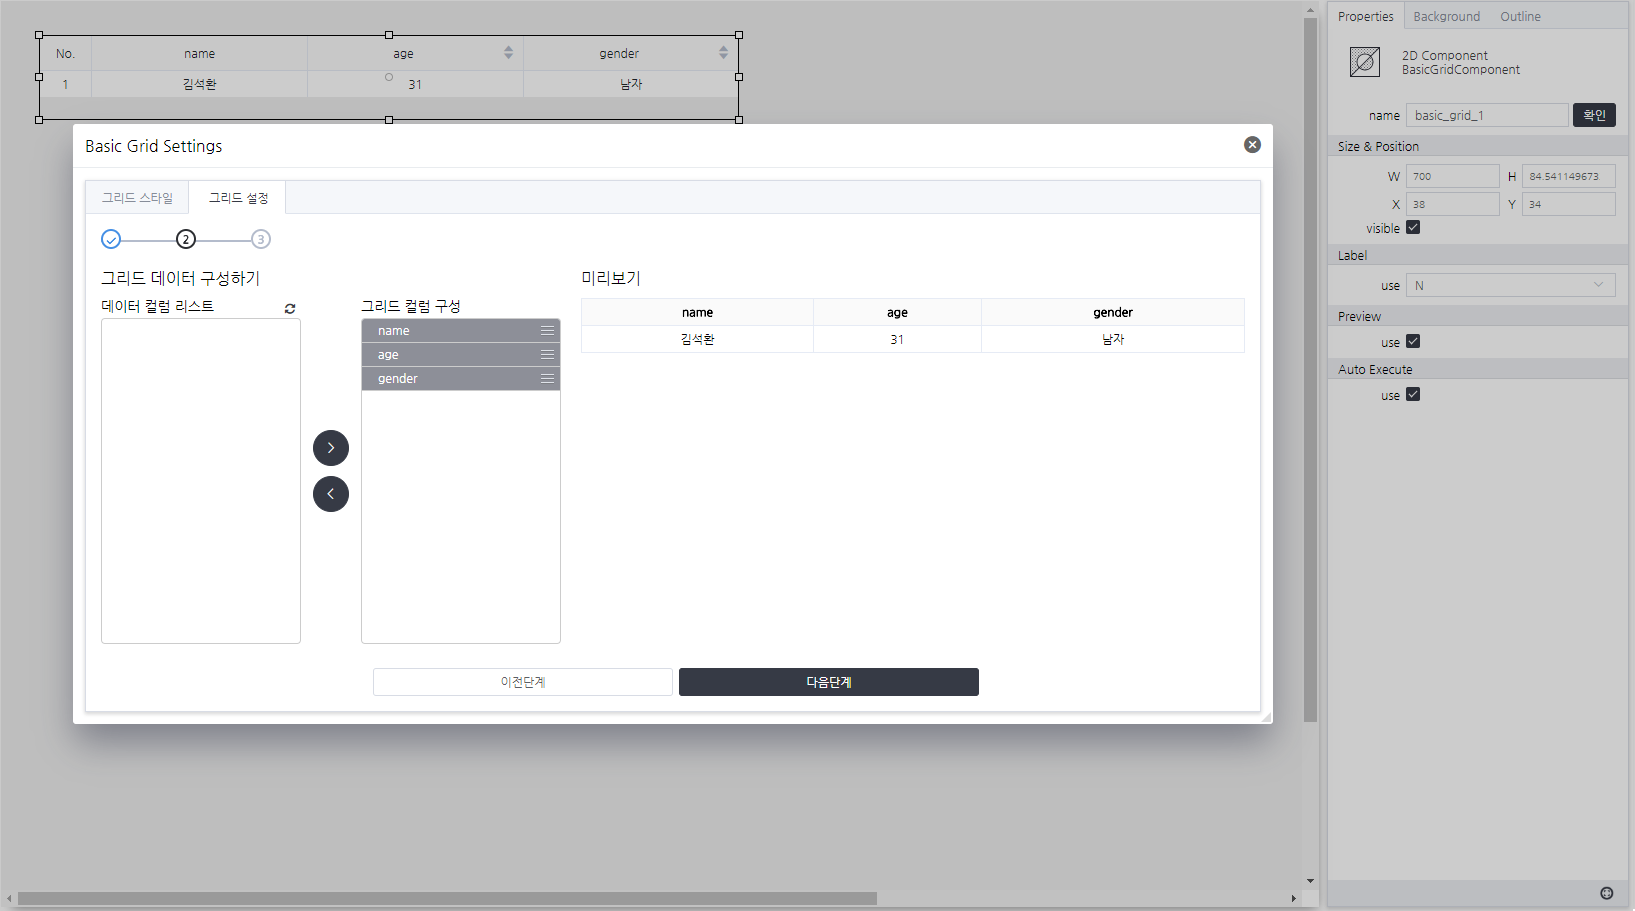 No. name age gender
1 김석환 31 남자
Basic Grid Settings
그리드 스타일 그리드 설정
2 3
그리드 데이터 구성하기
데이터 컬럼 리스트
그리드 컬럼 구성
name
age
gender
미리보기
name age gender
김석환 31 남자
이전단계 다음단계
Properties Background Outline
2D Component
BasicGridComponent
name basic_grid_1 확인
Size & Position
W 700 H 84.541149673
X 38 Y 34
visible
Label
use N
Preview
use
Auto Execute
use